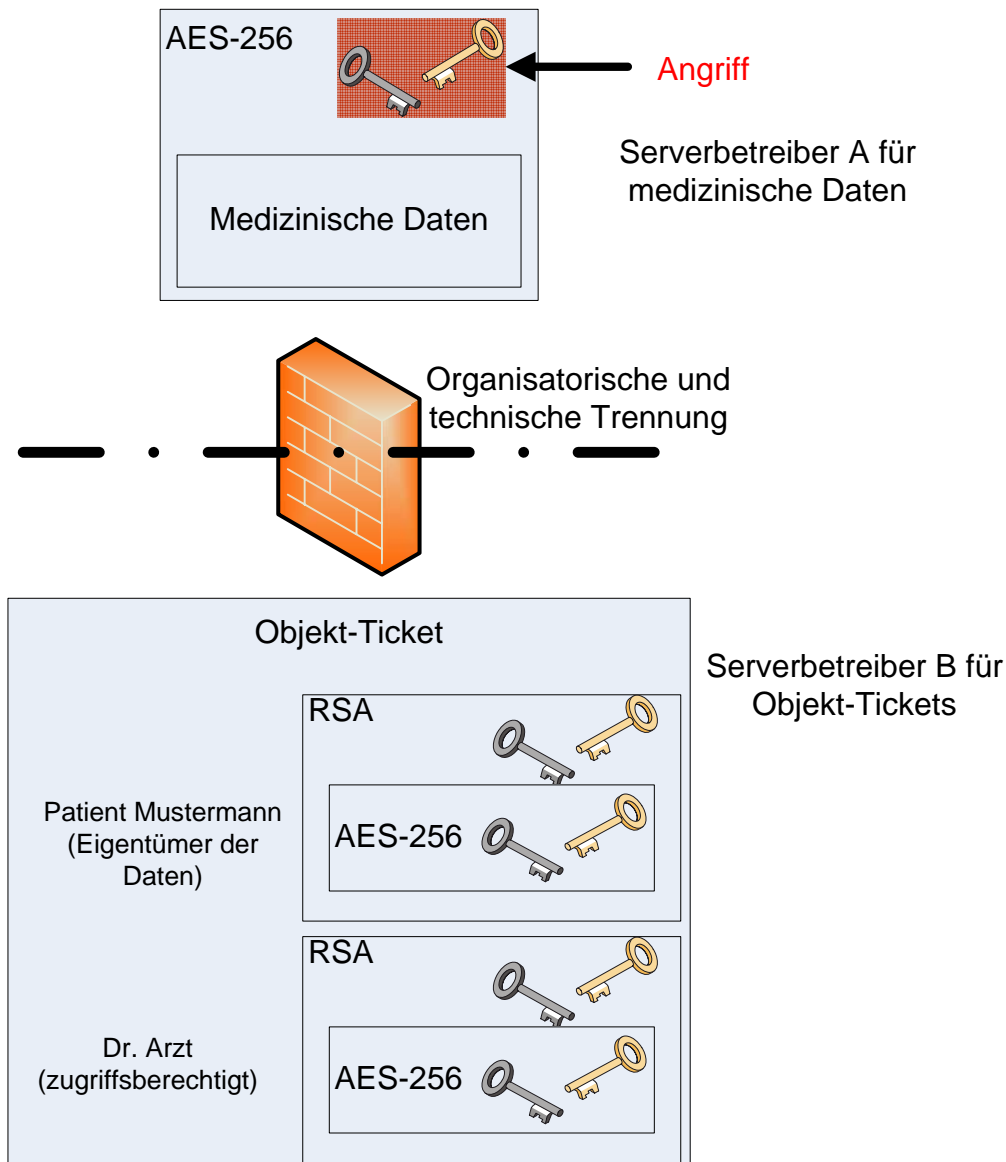 AES-256
Angriff
Serverbetreiber A für
medizinische Daten
Medizinische Daten
Organisatorische und
technische Trennung
Objekt-Ticket
Serverbetreiber B für
Objekt-Tickets
RSA
Patient Mustermann
(Eigentümer der
Daten)
AES-256
RSA
Dr. Arzt
(zugriffsberechtigt)
AES-256